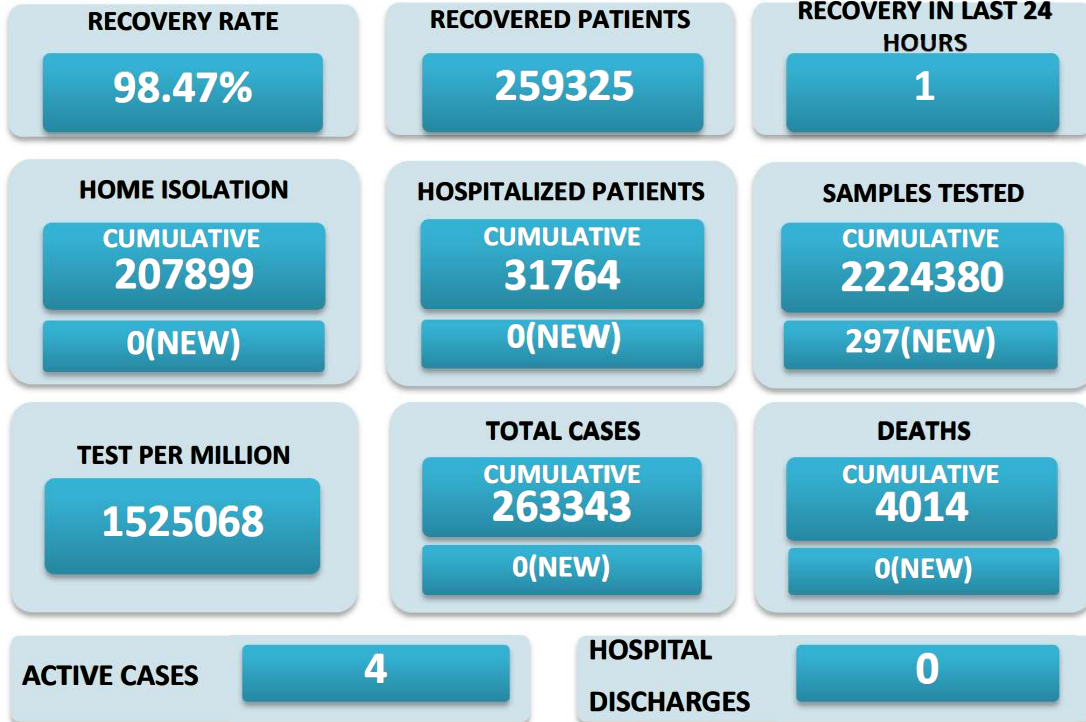 RECOVERY RATE
98.47%
RECOVERED PATIENTS
259325
RECOVERY IN LAST 24
HOURS
1
HOME ISOLATION
CUMULATIVE
207899
0(NEW)
HOSPITALIZED PATIENTS
CUMULATIVE
31764
0(NEW)
SAMPLES TESTED
CUMULATIVE
2224380
297(NEW)
TEST PER MILLION
1525068
TOTAL CASES
CUMULATIVE
263343
0(NEW)
DEATHS
CUMULATIVE
4014
0(NEW)
ACTIVE CASES
4
HOSPITAL
DISCHARGES
0